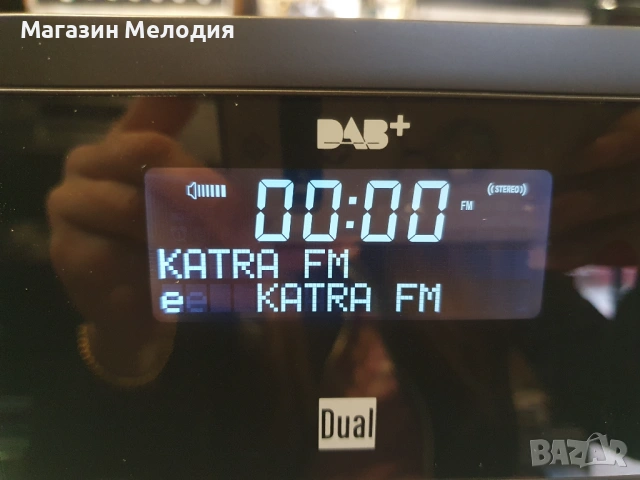 Магазин Мелодия
DAB+
00:00
FM
(STEREO)
KATRA FM
e KATRA FM
Dual
BAZAR